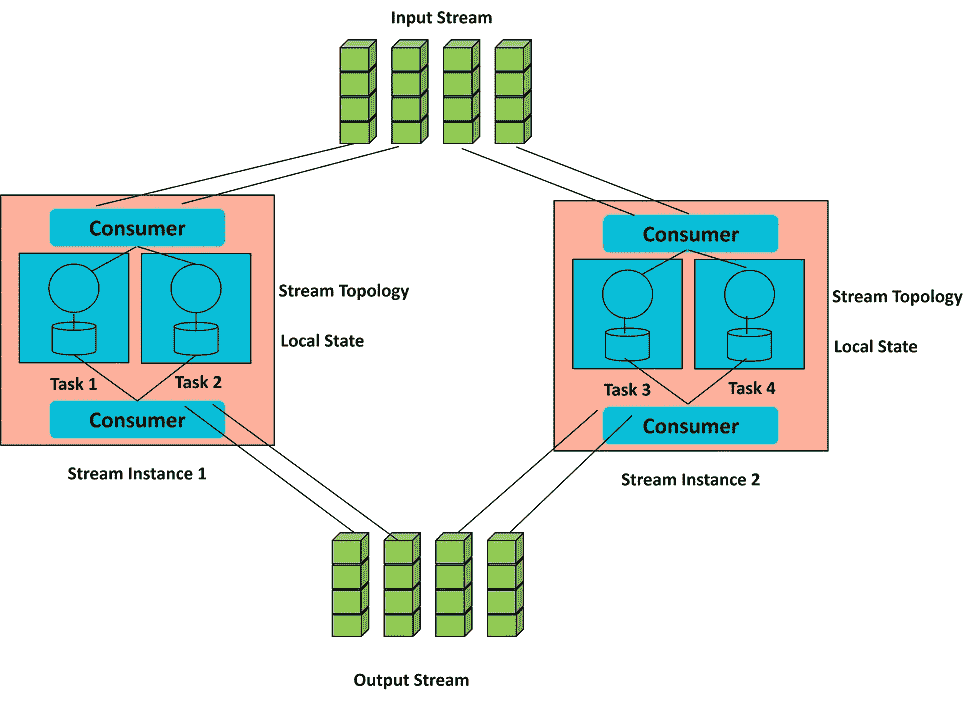 Input Stream
Consumer
Stream Topology
Local State
Task 1
Task 2
Consumer
Stream Instance 1
Consumer
Stream Topology
Local State
Task 3
Task 4
Consumer
Stream Instance 2
Output Stream